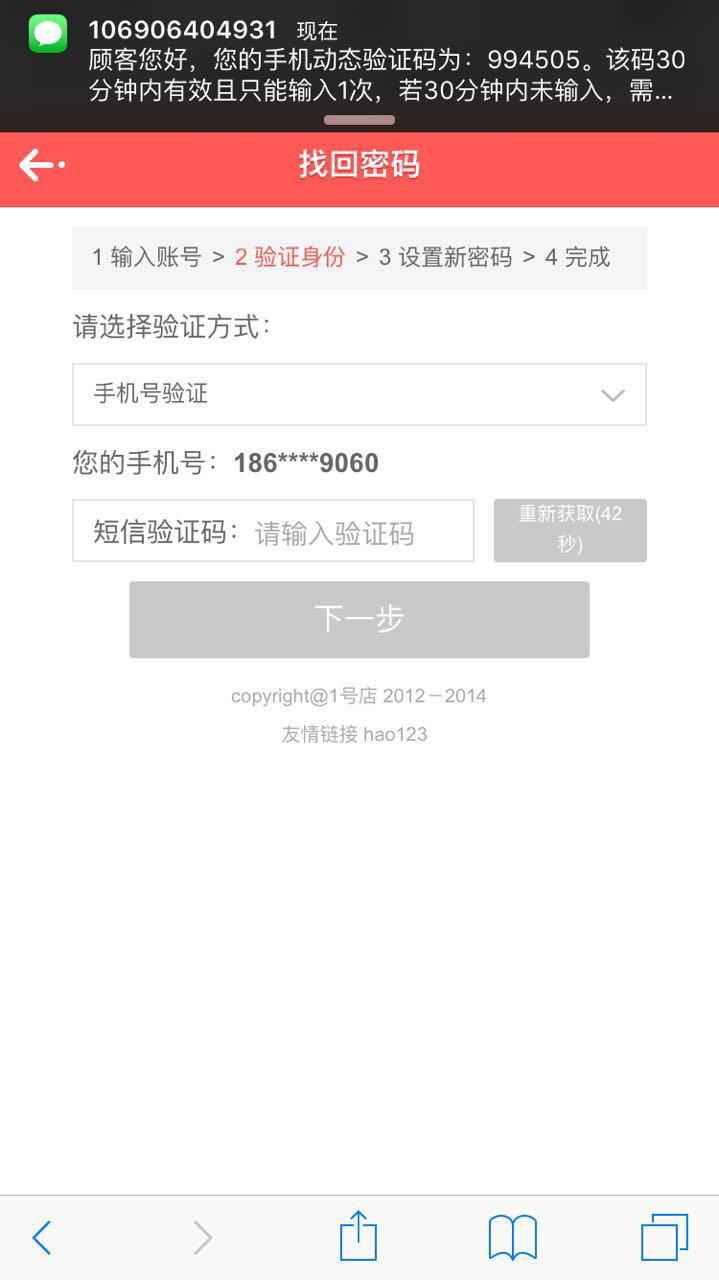 106906404931 现在
顾客您好，您的手机动态验证码为：994505。该码30
分钟内有效且只能输入1次，若30分钟内未输入，需...
找回密码
1 输入账号 > 2 验证身份 > 3 设置新密码 > 4 完成
请选择验证方式：
手机号验证
您的手机号：186****9060
短信验证码：请输入验证码
重新获取(42
秒)
下一步
copyright@1号店 2012－2014
友情链接 hao123